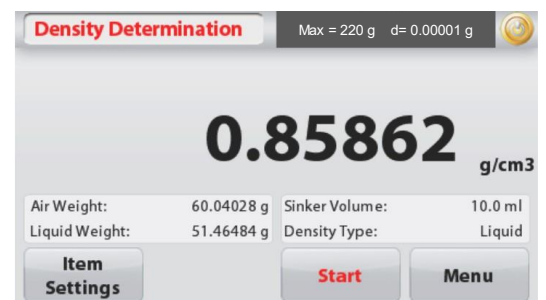 Density Determination Max = 220 g d= 0.00001 g
0.85862 g/cm3
Air Weight: 60.04028 g Sinker Volume: 10.0 ml
Liquid Weight: 51.46484 g Density Type: Liquid
Item Settings Start Menu